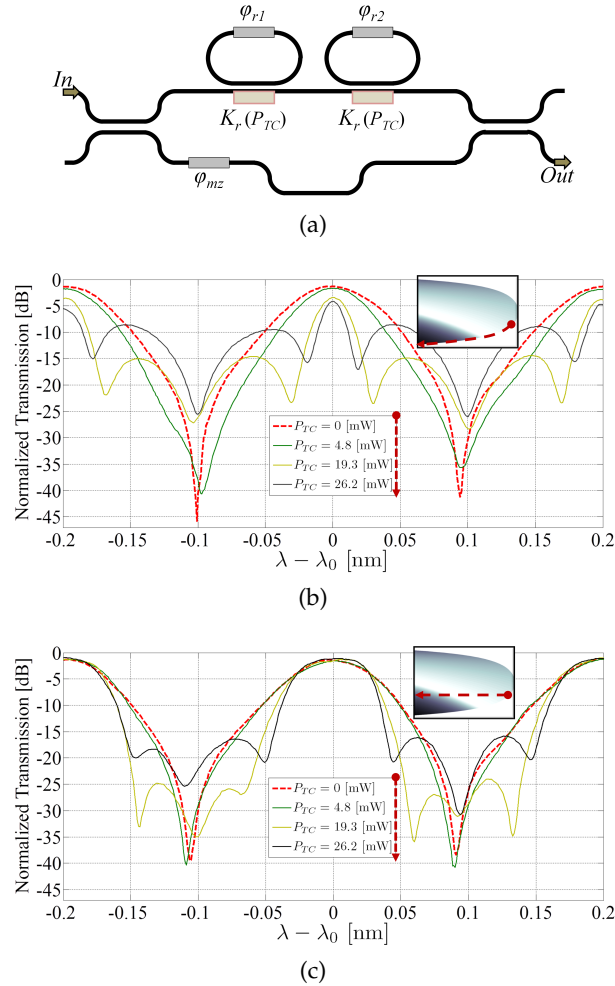 φr1 φr2
In
Kr (PTC) Kr (PTC)
φmz
Out
(a)
Normalized Transmission [dB]
0
-5
-10
-15
-20
-25
-30
-35
-40
-45
PTC = 0 [mW]
PTC = 4.8 [mW]
PTC = 19.3 [mW]
PTC = 26.2 [mW]
-0.2 -0.15 -0.1 -0.05 0 0.05 0.1 0.15 0.2
λ − λ0 [nm]
(b)
Normalized Transmission [dB]
0
-5
-10
-15
-20
-25
-30
-35
-40
-45
PTC = 0 [mW]
PTC = 4.8 [mW]
PTC = 19.3 [mW]
PTC = 26.2 [mW]
-0.2 -0.15 -0.1 -0.05 0 0.05 0.1 0.15 0.2
λ − λ0 [nm]
(c)